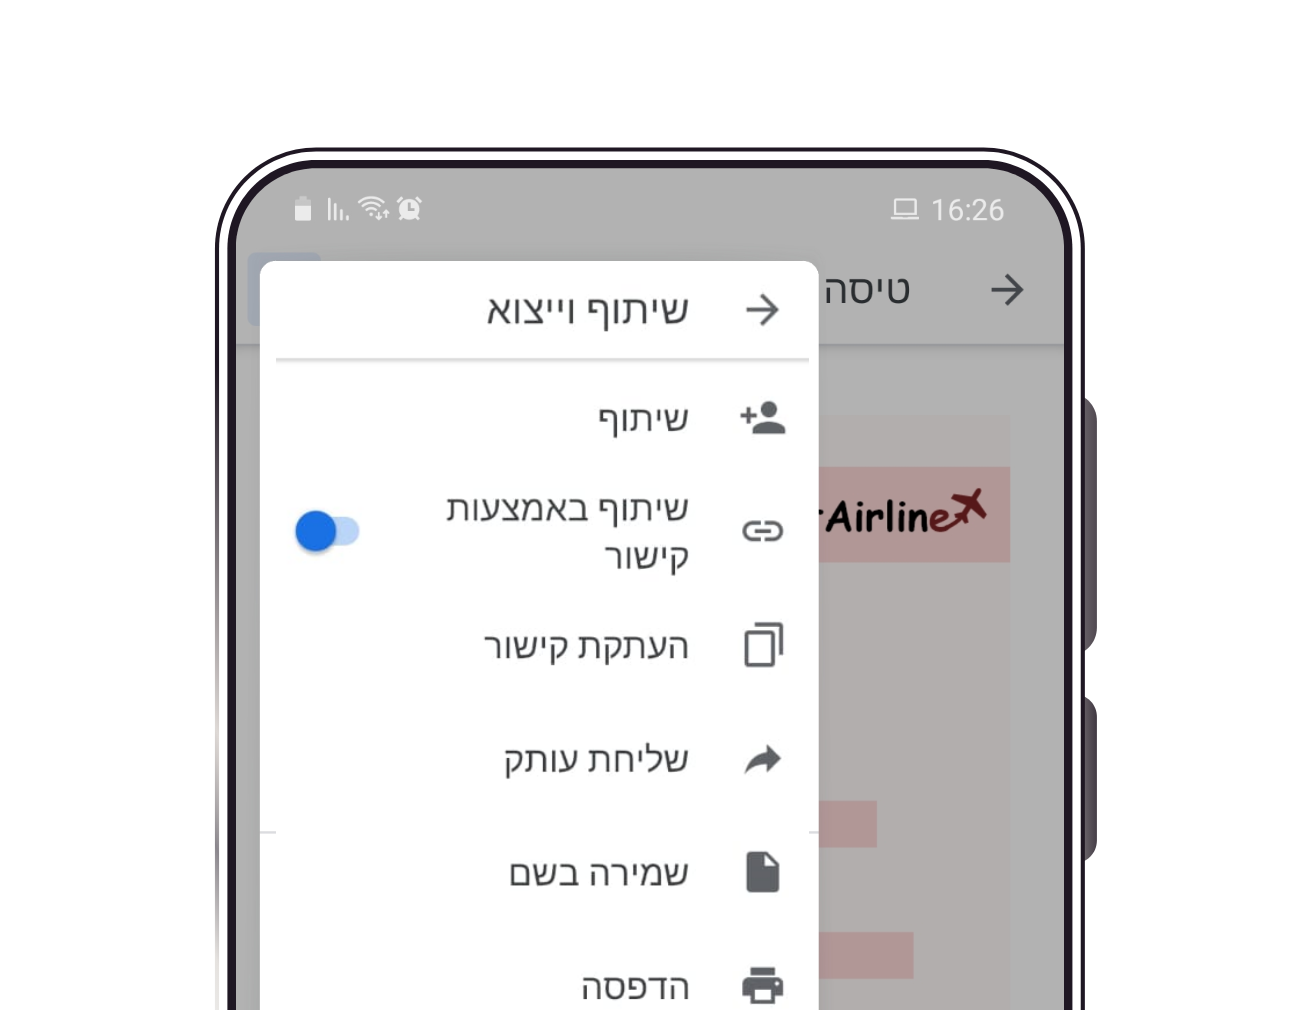 16:26
טיסה
שיתוף וייצוא
שיתוף
שיתוף באמצעות
קישור
העתקת קישור
שליחת עותק
שמירה בשם
הדפסה
Airline